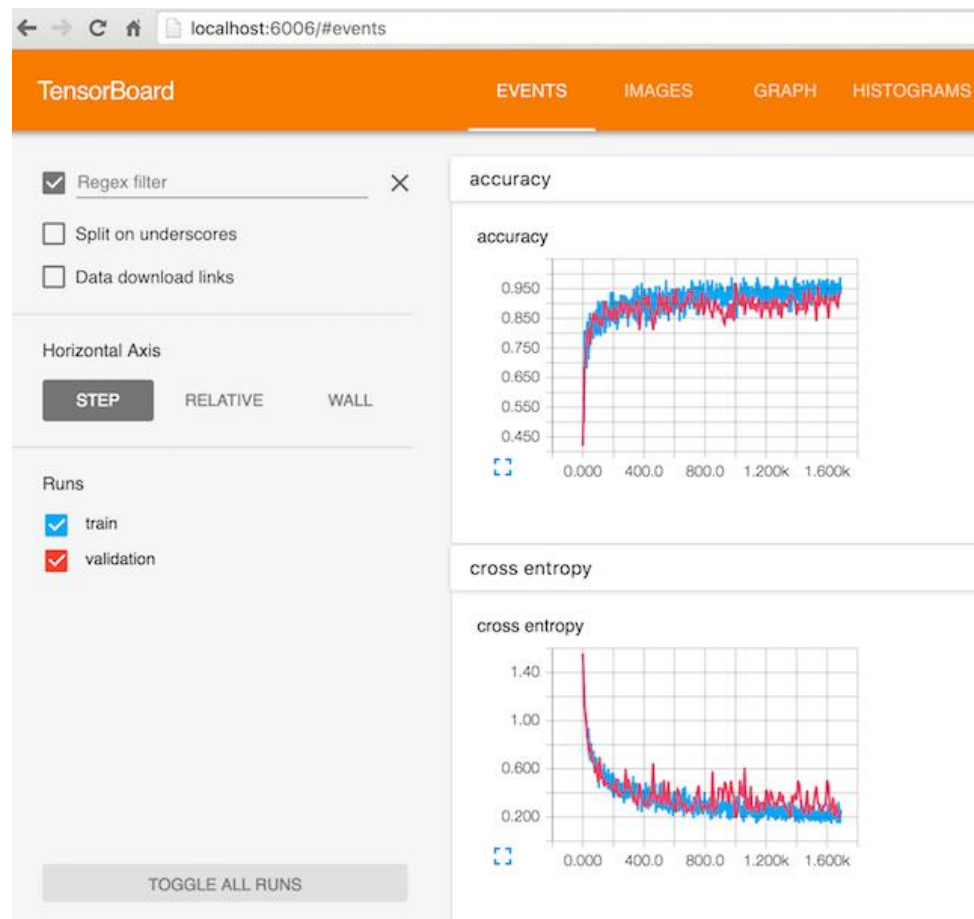 localhost:6006/#events
TensorBoard EVENTS IMAGES GRAPH HISTOGRAMS
Regex filter
Split on underscores
Data download links
Horizontal Axis
STEP RELATIVE WALL
Runs
train
validation
TOGGLE ALL RUNS
accuracy
accuracy
0.950
0.850
0.750
0.650
0.550
0.450
0.000 400.0 800.0 1.200k 1.600k
cross entropy
cross entropy
1.40
1.00
0.600
0.200
0.000 400.0 800.0 1.200k 1.600k